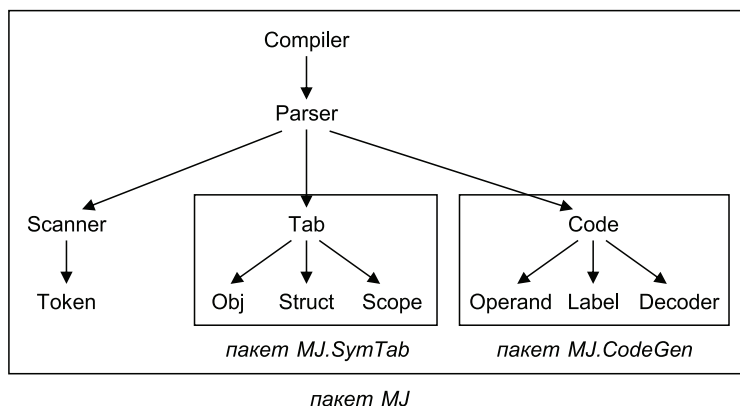 Compiler
Parser
Scanner Tab Code
Token Obj Struct Scope Operand Label Decoder
пакет MJ.SymTab пакет MJ.CodeGen
пакет MJ